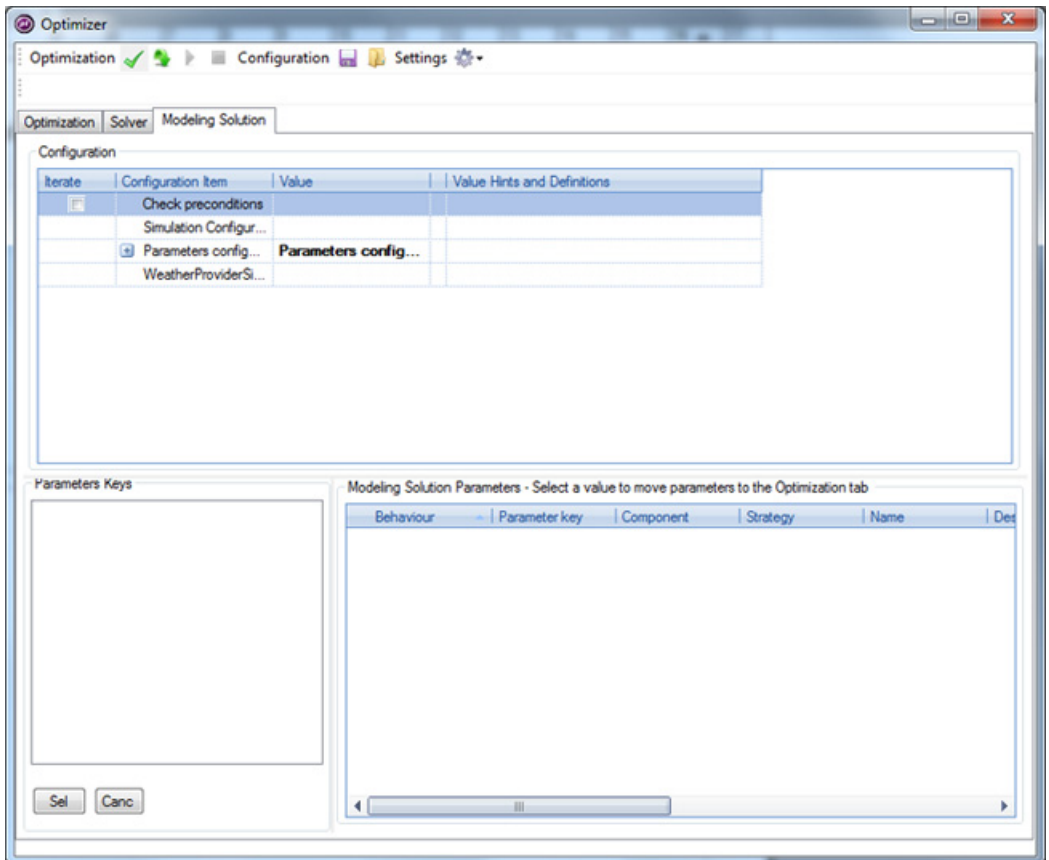 Optimizer
Optimization Configuration Settings
Optimization Solver Modeling Solution
Configuration
Iterate Configuration Item Value Value Hints and Definitions
Check preconditions
Simulation Configur...
Parameters config... Parameters config...
WeatherProviderSi...
Parameters Keys
Modeling Solution Parameters - Select a value to move parameters to the Optimization tab
Behaviour Parameter key Component Strategy Name Des
Sel Canc